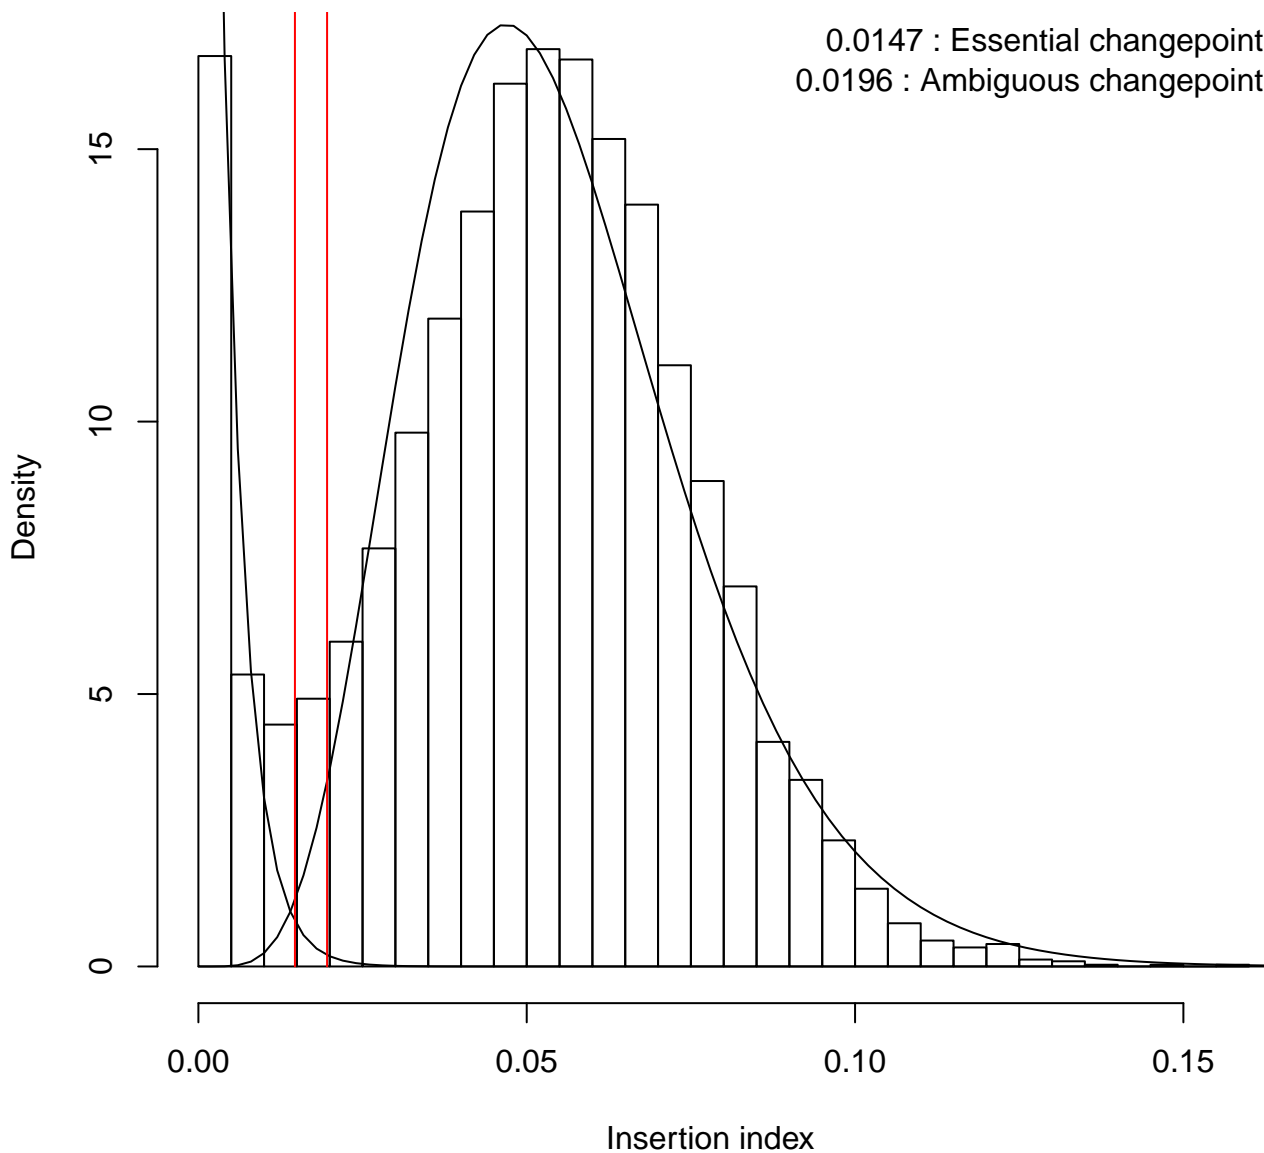 0.0147 : Essential changepoint
0.0196 : Ambiguous changepoint
15
10
5
0
Density
0.00 0.05 0.10 0.15
Insertion index